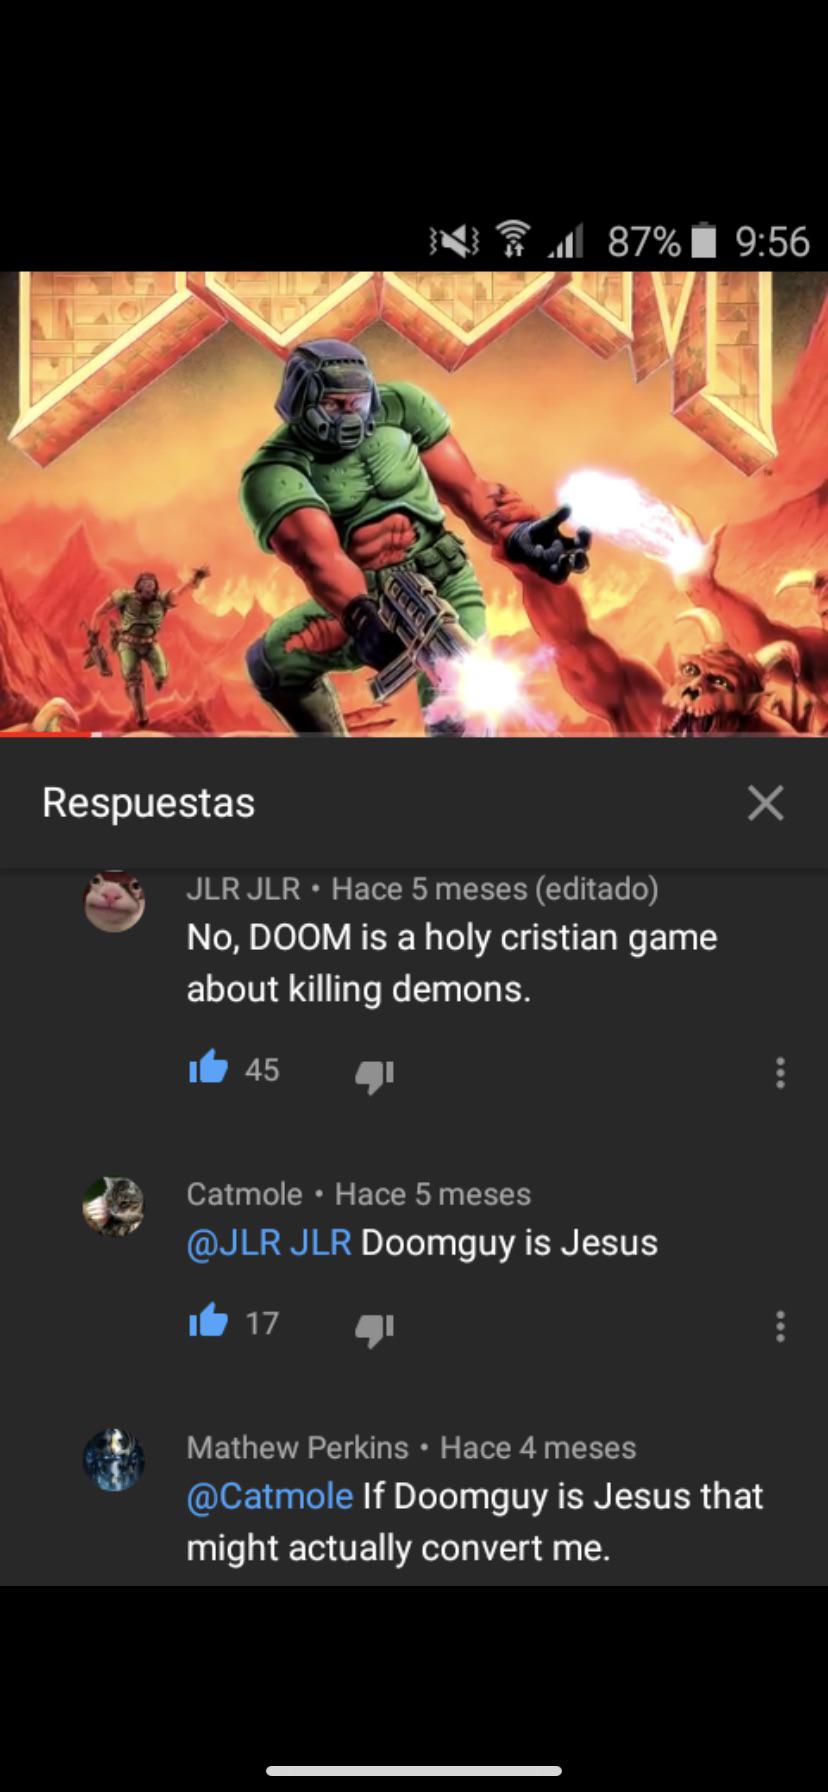 87% 9:56
DOOM
Respuestas
JLR JLR • Hace 5 meses (editado)
No, DOOM is a holy cristian game
about killing demons.
45
Catmole • Hace 5 meses
@JLR JLR Doomguy is Jesus
17
Mathew Perkins • Hace 4 meses
@Catmole If Doomguy is Jesus that
might actually convert me.